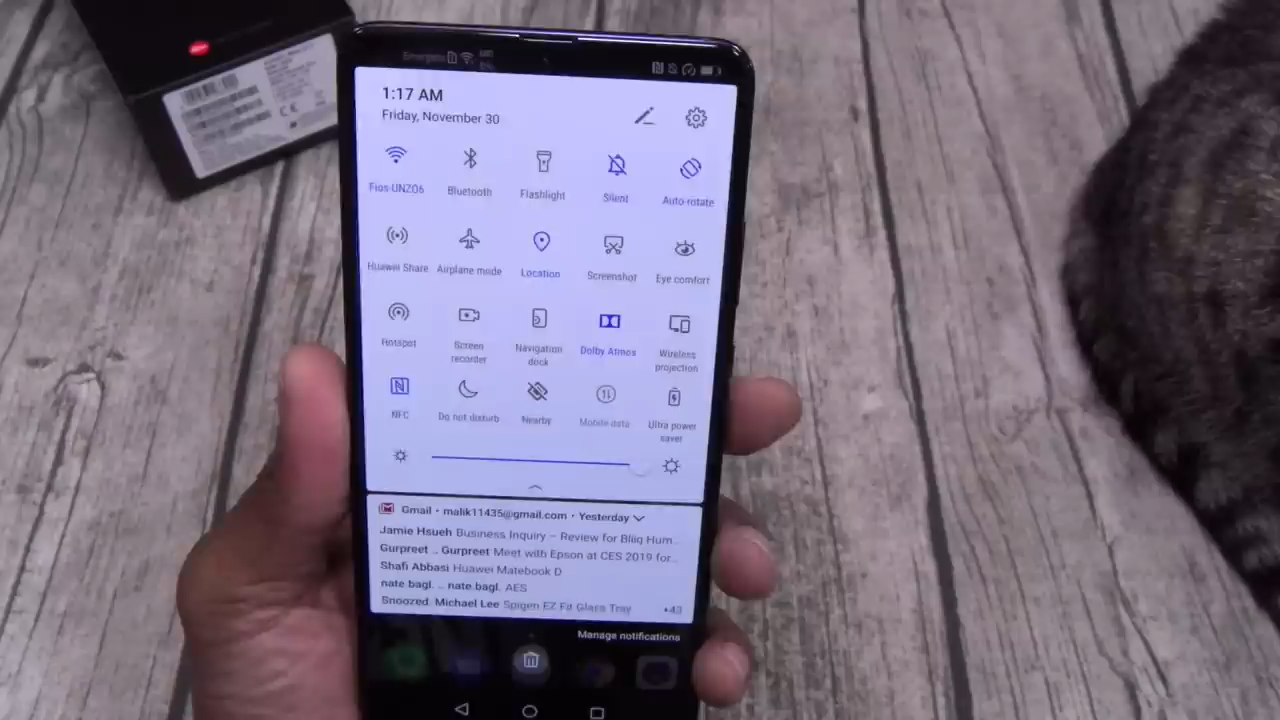 1:17 AM
Friday, November 30
Fios-UNZ06 Bluetooth Flashlight Silent Auto-rotate
Huawei Share Airplane mode Location Screenshot Eye comfort
Hotspot Screen recorder Navigation dock Dolby Atmos Wireless projection
NFC Do not disturb Nearby Mobile data Ultra power saver
Gmail • malik11435@gmail.com • Yesterday
Jamie Hsueh Business Inquiry – Review for Bliiq Hum...
Gurpreet .. Gurpreet Meet with Epson at CES 2019 for...
Shafi Abbasi Huawei Matebook D
nate bagl. .. nate.bagl. AES
Snoozed: Michael Lee Spigen EZ Fit Glass Tray +43
Manage notifications